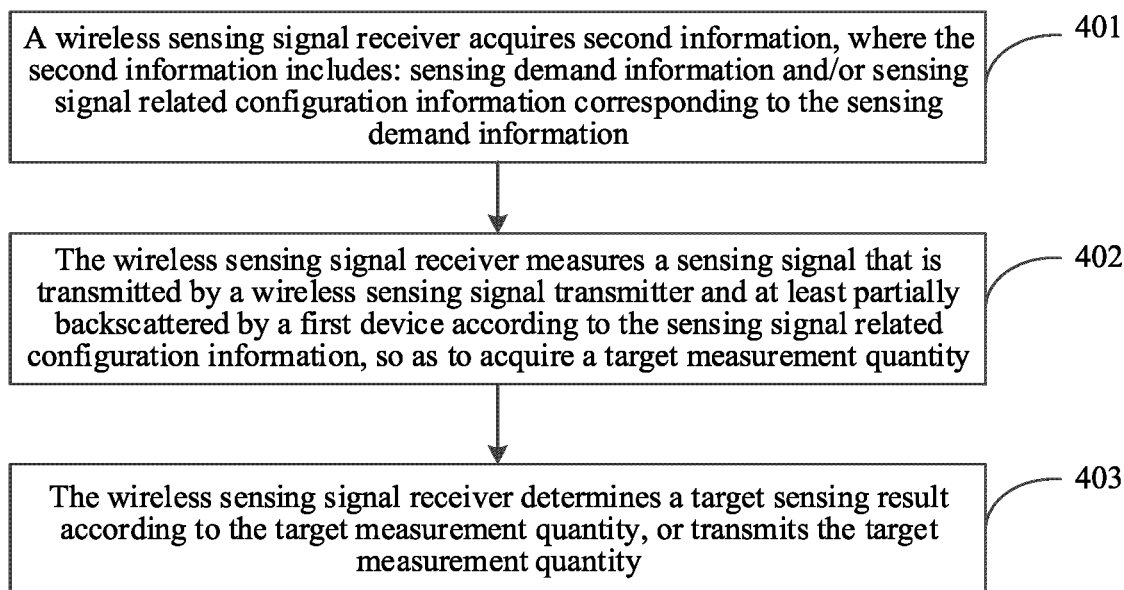 A wireless sensing signal receiver acquires second information, where the
second information includes: sensing demand information and/or sensing
signal related configuration information corresponding to the sensing
demand information
401
The wireless sensing signal receiver measures a sensing signal that is
transmitted by a wireless sensing signal transmitter and at least partially
backscattered by a first device according to the sensing signal related
configuration information, so as to acquire a target measurement quantity
402
The wireless sensing signal receiver determines a target sensing result
according to the target measurement quantity, or transmits the target
measurement quantity
403